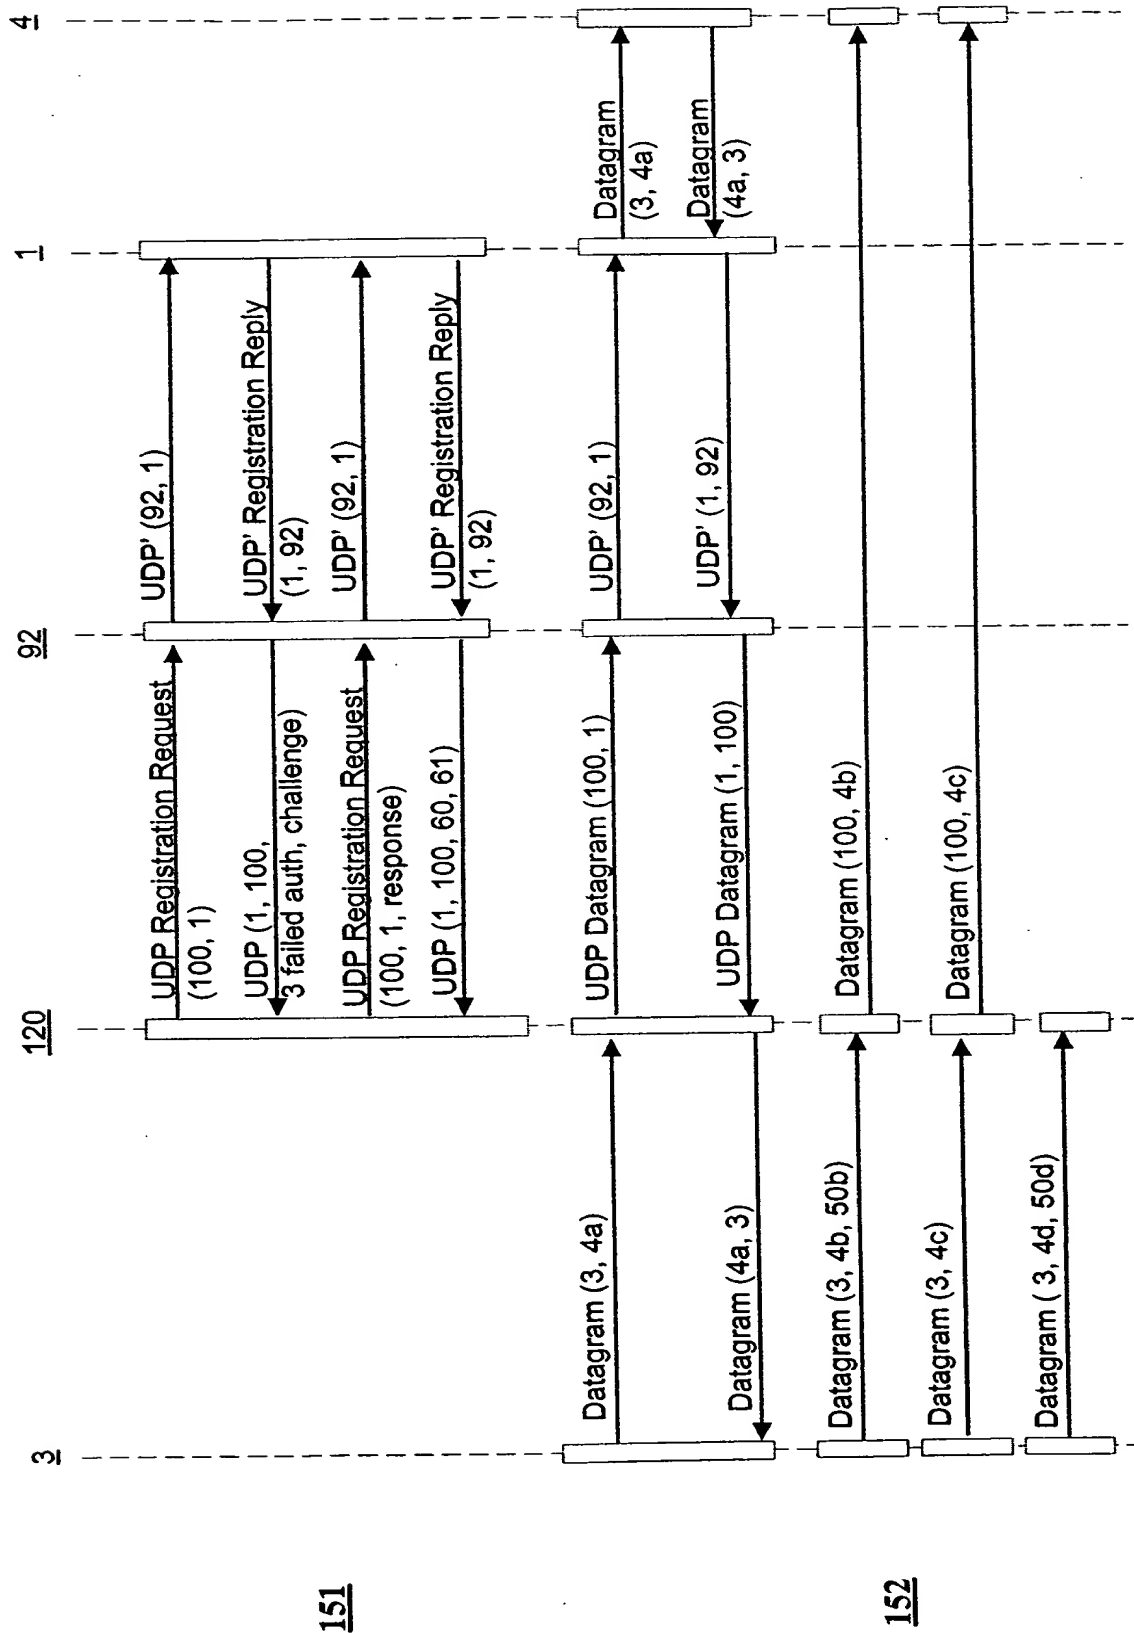 3
120
92
1
4
151
UDP Registration Request
(100, 1)
UDP' (92, 1)
UDP (1, 100,
3 failed auth, challenge)
UDP' Registration Reply
(1, 92)
UDP Registration Request
(100, 1, response)
UDP' (92, 1)
UDP (1, 100, 60, 61)
UDP' Registration Reply
(1, 92)
152
Datagram (3, 4a)
UDP Datagram (100, 1)
UDP' (92, 1)
Datagram
(3, 4a)
Datagram (4a, 3)
UDP Datagram (1, 100)
UDP' (1, 92)
Datagram
(4a, 3)
Datagram (3, 4b, 50b)
Datagram (100, 4b)
Datagram (3, 4c)
Datagram (100, 4c)
Datagram ( 3, 4d, 50d)